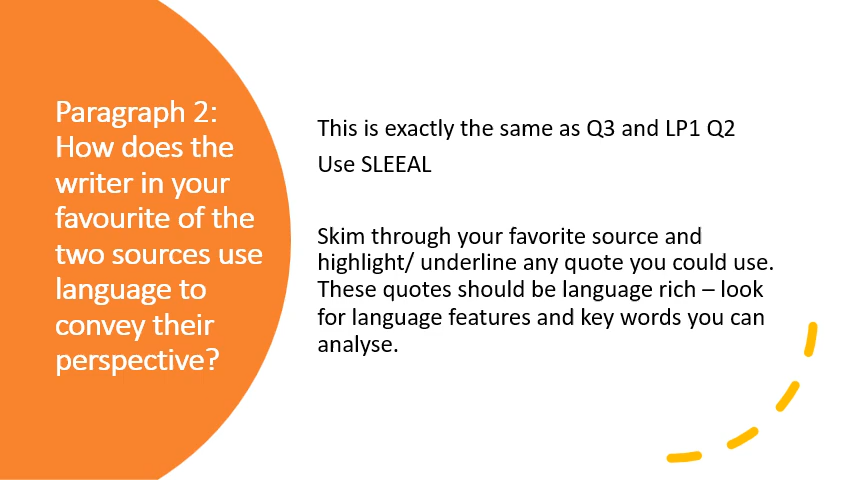 Paragraph 2:
How does the
writer in your
favourite of the
two sources use
language to
convey their
perspective?
This is exactly the same as Q3 and LP1 Q2
Use SLEEAL
Skim through your favorite source and
highlight/ underline any quote you could use.
These quotes should be language rich – look
for language features and key words you can
analyse.